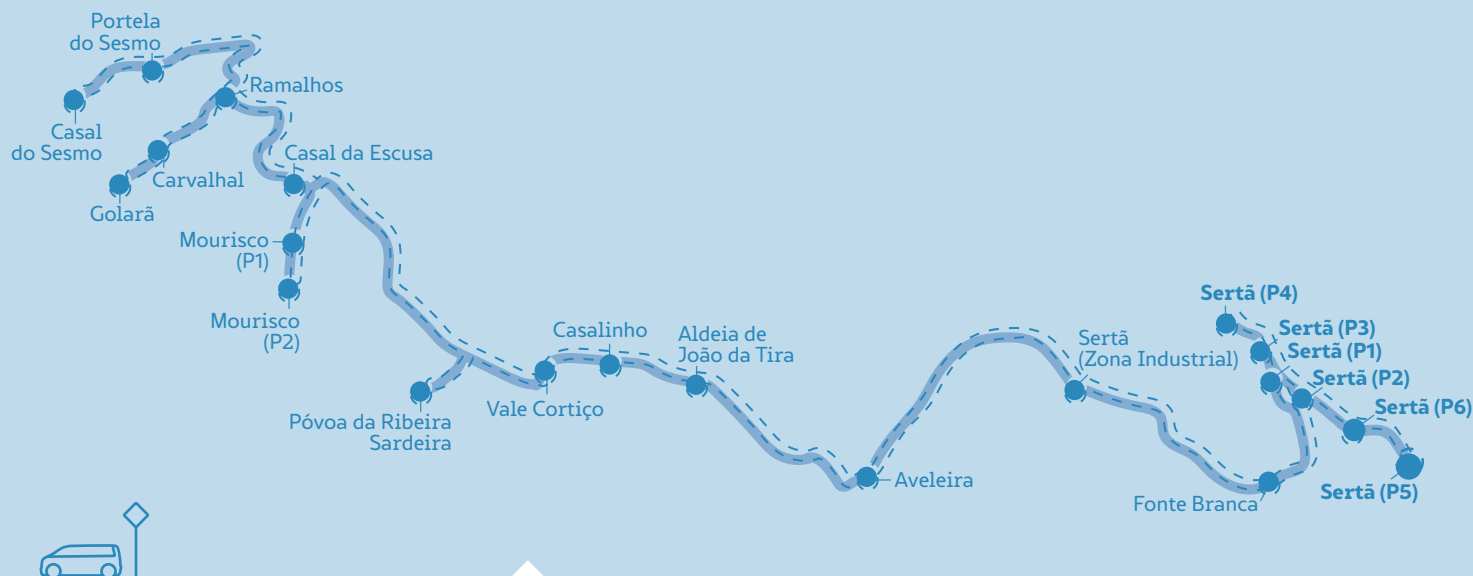 Portela
do Sesmo
Ramalhos
Casal
do Sesmo
Carvalhal
Golarã
Casal da Escusa
Mourisco
(P1)
Mourisco
(P2)
Póvoa da Ribeira
Sardeira
Vale Cortiço
Casalinho
Aldeia de
João da Tira
Aveleira
Sertã
(Zona Industrial)
Fonte Branca
Sertã (P4)
Sertã (P3)
Sertã (P1)
Sertã (P2)
Sertã (P6)
Sertã (P5)